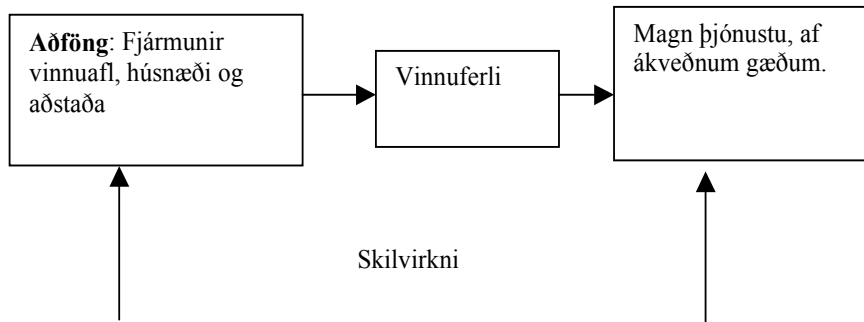 Aðföng: Fjármunir
vinnuafl, húsnæði og
aðstaða
Vinnuferli
Magn þjónustu, af
ákveðnum gæðum.
Skilvirkni